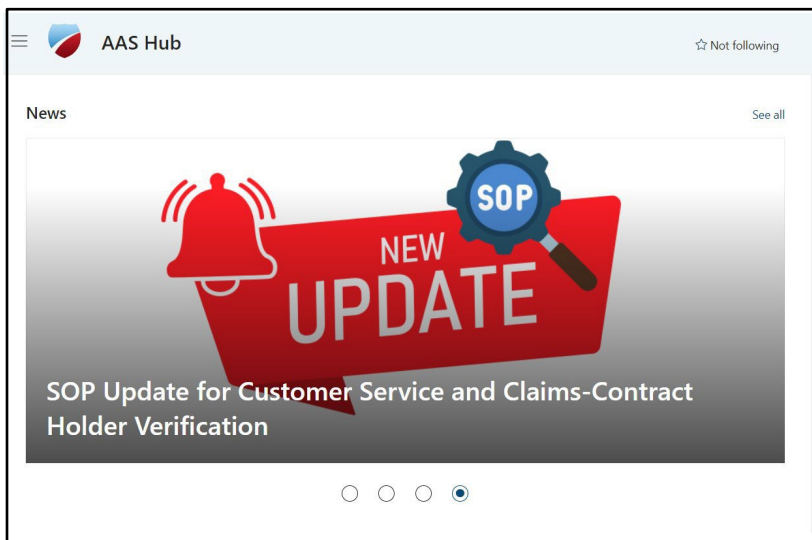 AAS Hub
Not following
News
See all
SOP
NEW
UPDATE
SOP Update for Customer Service and Claims-Contract
Holder Verification